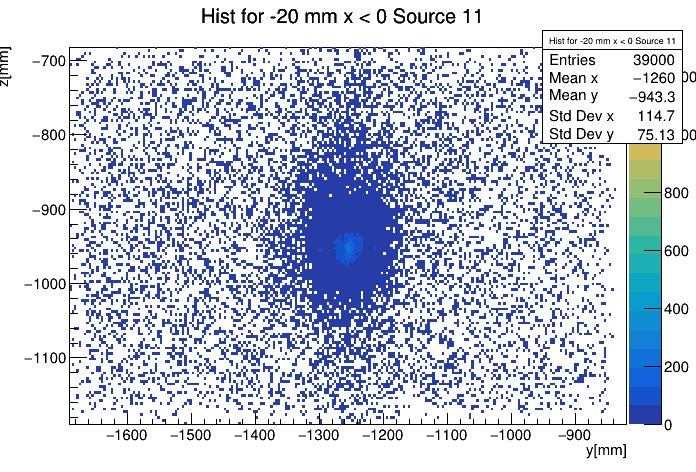 Hist for -20 mm x < 0 Source 11
Hist for -20 mm x < 0 Source 11
Entries 39000
Mean x −1260
Mean y −943.3
Std Dev x 114.7
Std Dev y 75.13
z[mm]
−700
−800
−900
−1000
−1100
800
600
400
200
0
−1600 −1500 −1400 −1300 −1200 −1100 −1000 −900
y[mm]